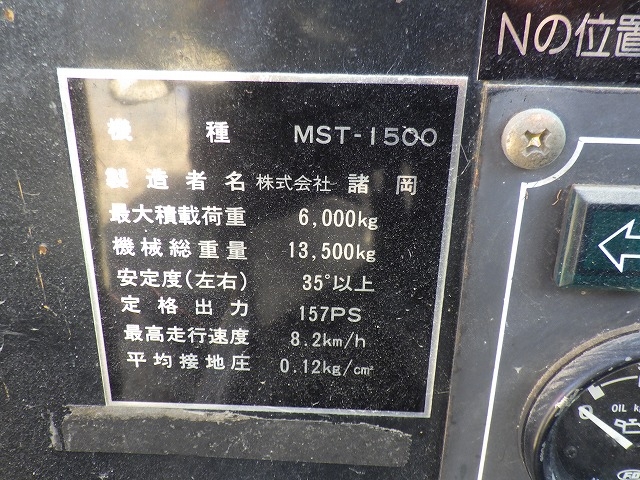 Nの位置
機種 MST-1500
製造者名 株式会社 諸岡
最大積載荷重 6,000kg
機械総重量 13,500kg
安定度(左右) 35°以上
定格出力 157PS
最高走行速度 8.2km/h
平均接地圧 0.12kg/cm²
0
OIL